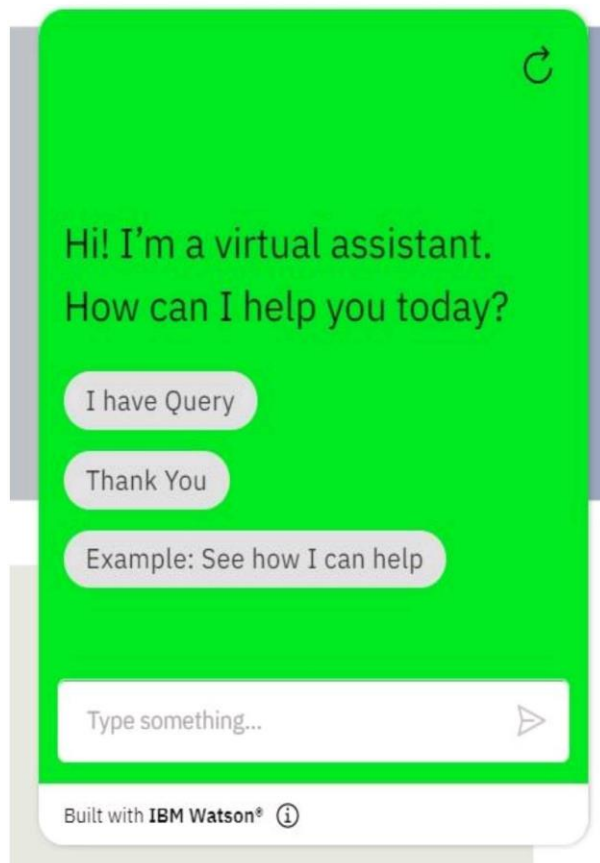 Hi! I’m a virtual assistant.
How can I help you today?
I have Query
Thank You
Example: See how I can help
Type something...
Built with IBM Watson®